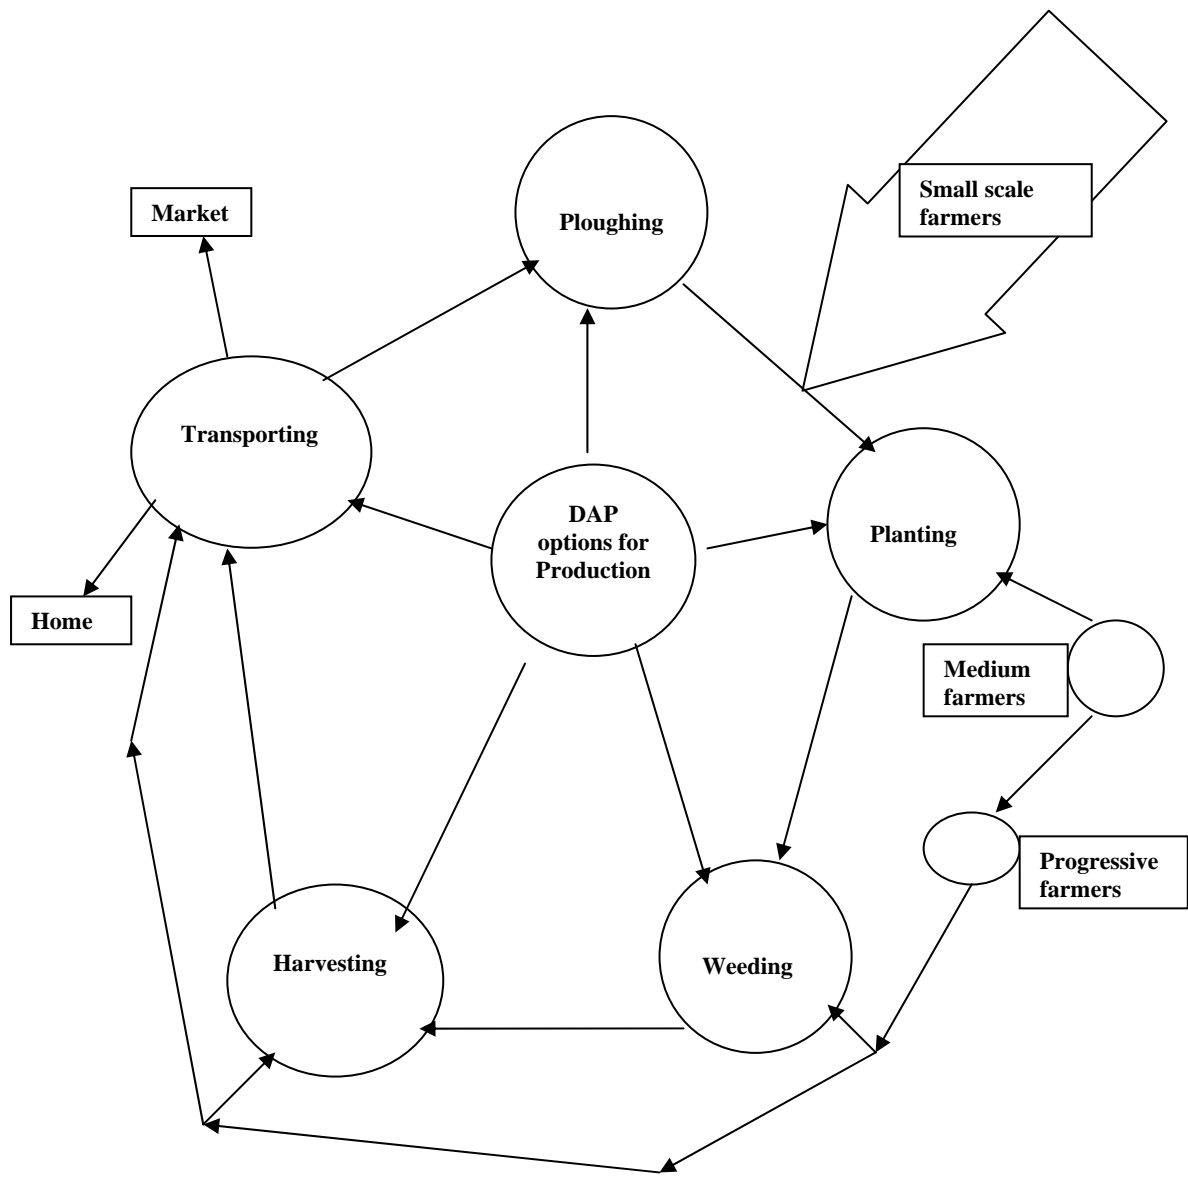 Small scale
farmers
Market
Ploughing
Transporting
DAP
options for
Production
Planting
Home
Medium
farmers
Progressive
farmers
Harvesting
Weeding